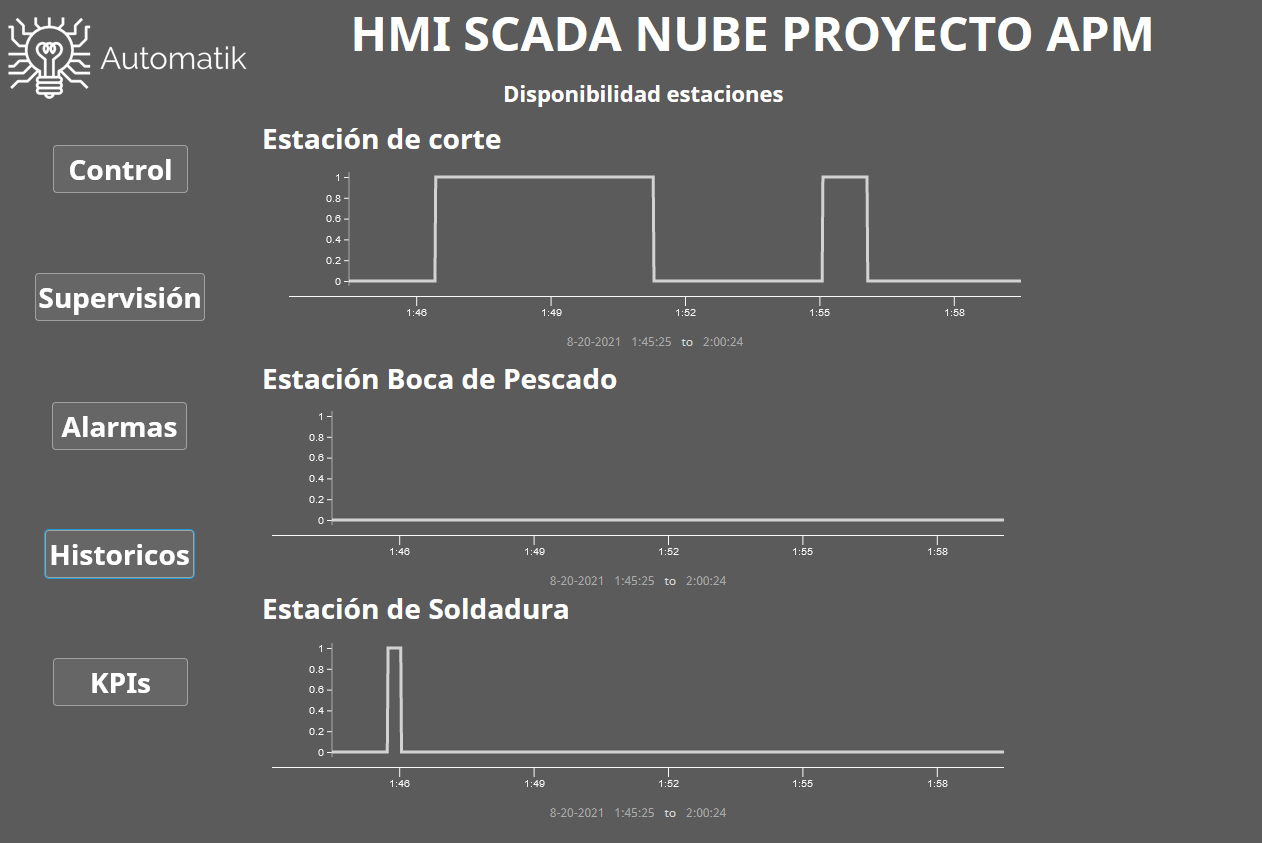 HMI SCADA NUBE PROYECTO APM
Automatik
Disponibilidad estaciones
Control
Supervisión
Alarmas
Historicos
KPIs
Estación de corte
1
0.8
0.6
0.4
0.2
0
1:46 1:49 1:52 1:55 1:58
8-20-2021 1:45:25 to 2:00:24
Estación Boca de Pescado
1
0.8
0.6
0.4
0.2
0
1:46 1:49 1:52 1:55 1:58
8-20-2021 1:45:25 to 2:00:24
Estación de Soldadura
1
0.8
0.6
0.4
0.2
0
1:46 1:49 1:52 1:55 1:58
8-20-2021 1:45:25 to 2:00:24